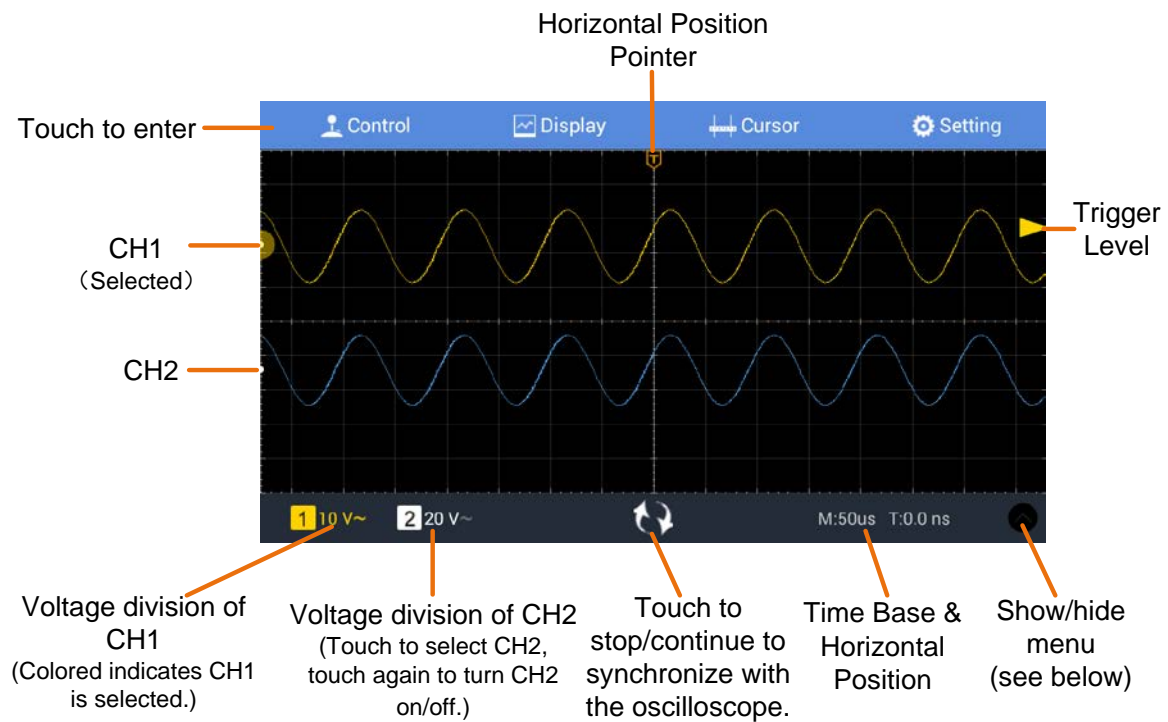 Horizontal Position
Pointer
Touch to enter
Control
Display
Cursor
Setting
T
CH1
（Selected）
Trigger
Level
CH2
1 10 V~
2 20 V~
M:50us T:0.0 ns
Voltage division of
CH1
(Colored indicates CH1
is selected.)
Voltage division of CH2
(Touch to select CH2,
touch again to turn CH2
on/off.)
Touch to
stop/continue to
synchronize with
the oscilloscope.
Time Base &
Horizontal
Position
Show/hide
menu
(see below)